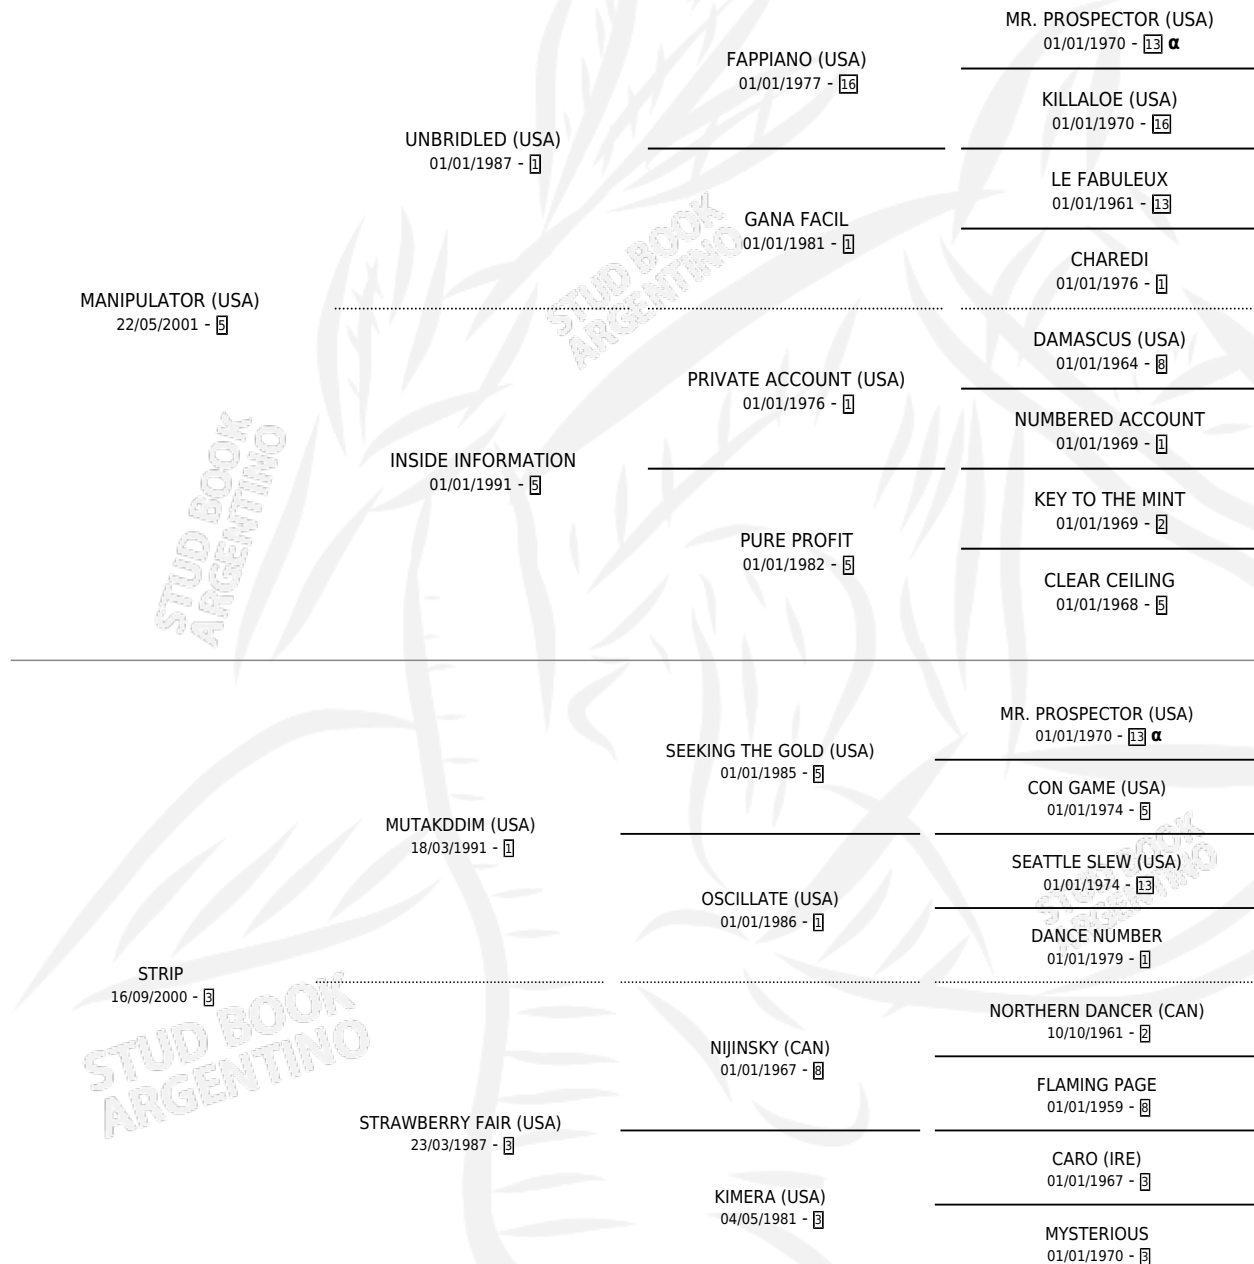 MR. PROSPECTOR (USA)
01/01/1970 - 13 α
FAPPIANO (USA)
01/01/1977 - 16
KILLALOE (USA)
01/01/1970 - 16
UNBRIDLED (USA)
01/01/1987 - 1
LE FABULEUX
01/01/1961 - 13
GANA FACIL
01/01/1981 - 1
CHAREDI
01/01/1976 - 1
MANIPULATOR (USA)
22/05/2001 - 5
DAMASCUS (USA)
01/01/1964 - 8
PRIVATE ACCOUNT (USA)
01/01/1976 - 1
NUMBERED ACCOUNT
01/01/1969 - 1
INSIDE INFORMATION
01/01/1991 - 5
KEY TO THE MINT
01/01/1969 - 2
PURE PROFIT
01/01/1982 - 5
CLEAR CEILING
01/01/1968 - 5
STUD BOOK
ARGENTINO
STUD BOOK
ARGENTINO
MR. PROSPECTOR (USA)
01/01/1970 - 13 α
SEEKING THE GOLD (USA)
01/01/1985 - 5
CON GAME (USA)
01/01/1974 - 5
MUTAKDDIM (USA)
18/03/1991 - 1
SEATTLE SLEW (USA)
01/01/1974 - 13
OSCILLATE (USA)
01/01/1986 - 1
DANCE NUMBER
01/01/1979 - 1
STRIP
16/09/2000 - 3
NORTHERN DANCER (CAN)
10/10/1961 - 2
NIJINSKY (CAN)
01/01/1967 - 8
FLAMING PAGE
01/01/1959 - 8
STRAWBERRY FAIR (USA)
23/03/1987 - 3
CARO (IRE)
01/01/1967 - 3
KIMERA (USA)
04/05/1981 - 3
MYSTERIOUS
01/01/1970 - 3
STUD BOOK
ARGENTINO
STUD BOOK
ARGENTINO